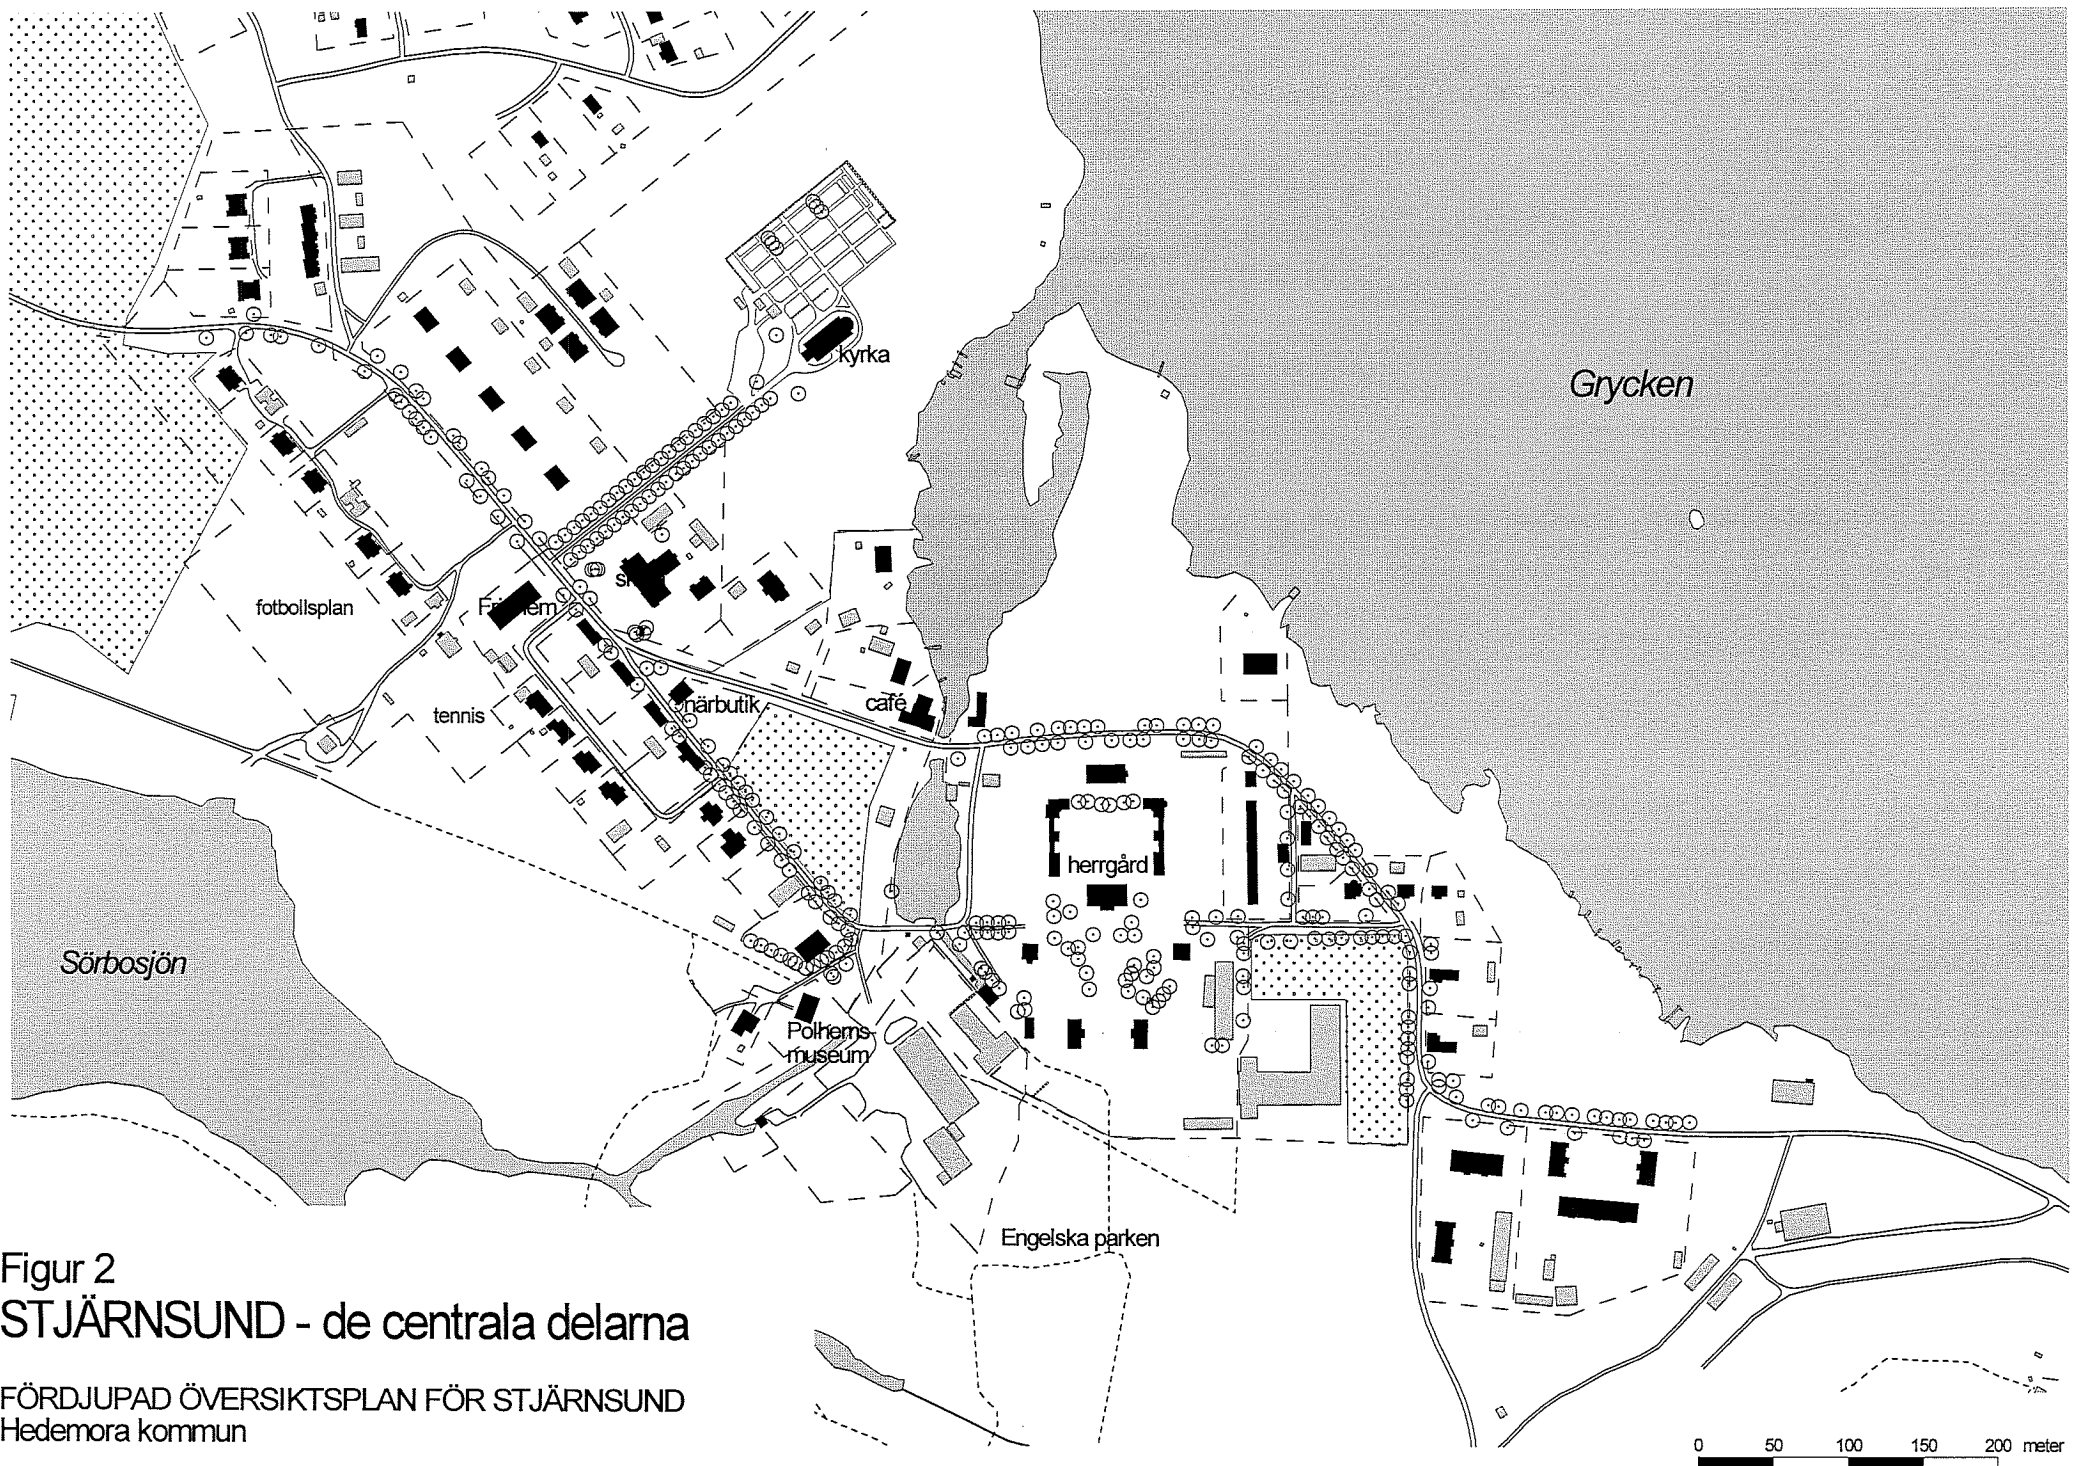 kyrka
Grycken
fotbollsplan
tennis
närbutik
café
herrgård
Sörbosjön
Polhems-
museum
Engelska parken
Figur 2
STJÄRNSUND - de centrala delarna
FÖRDJUPAD ÖVERSIKTSPLAN FÖR STJÄRNSUND
Hedemora kommun
0 50 100 150 200 meter